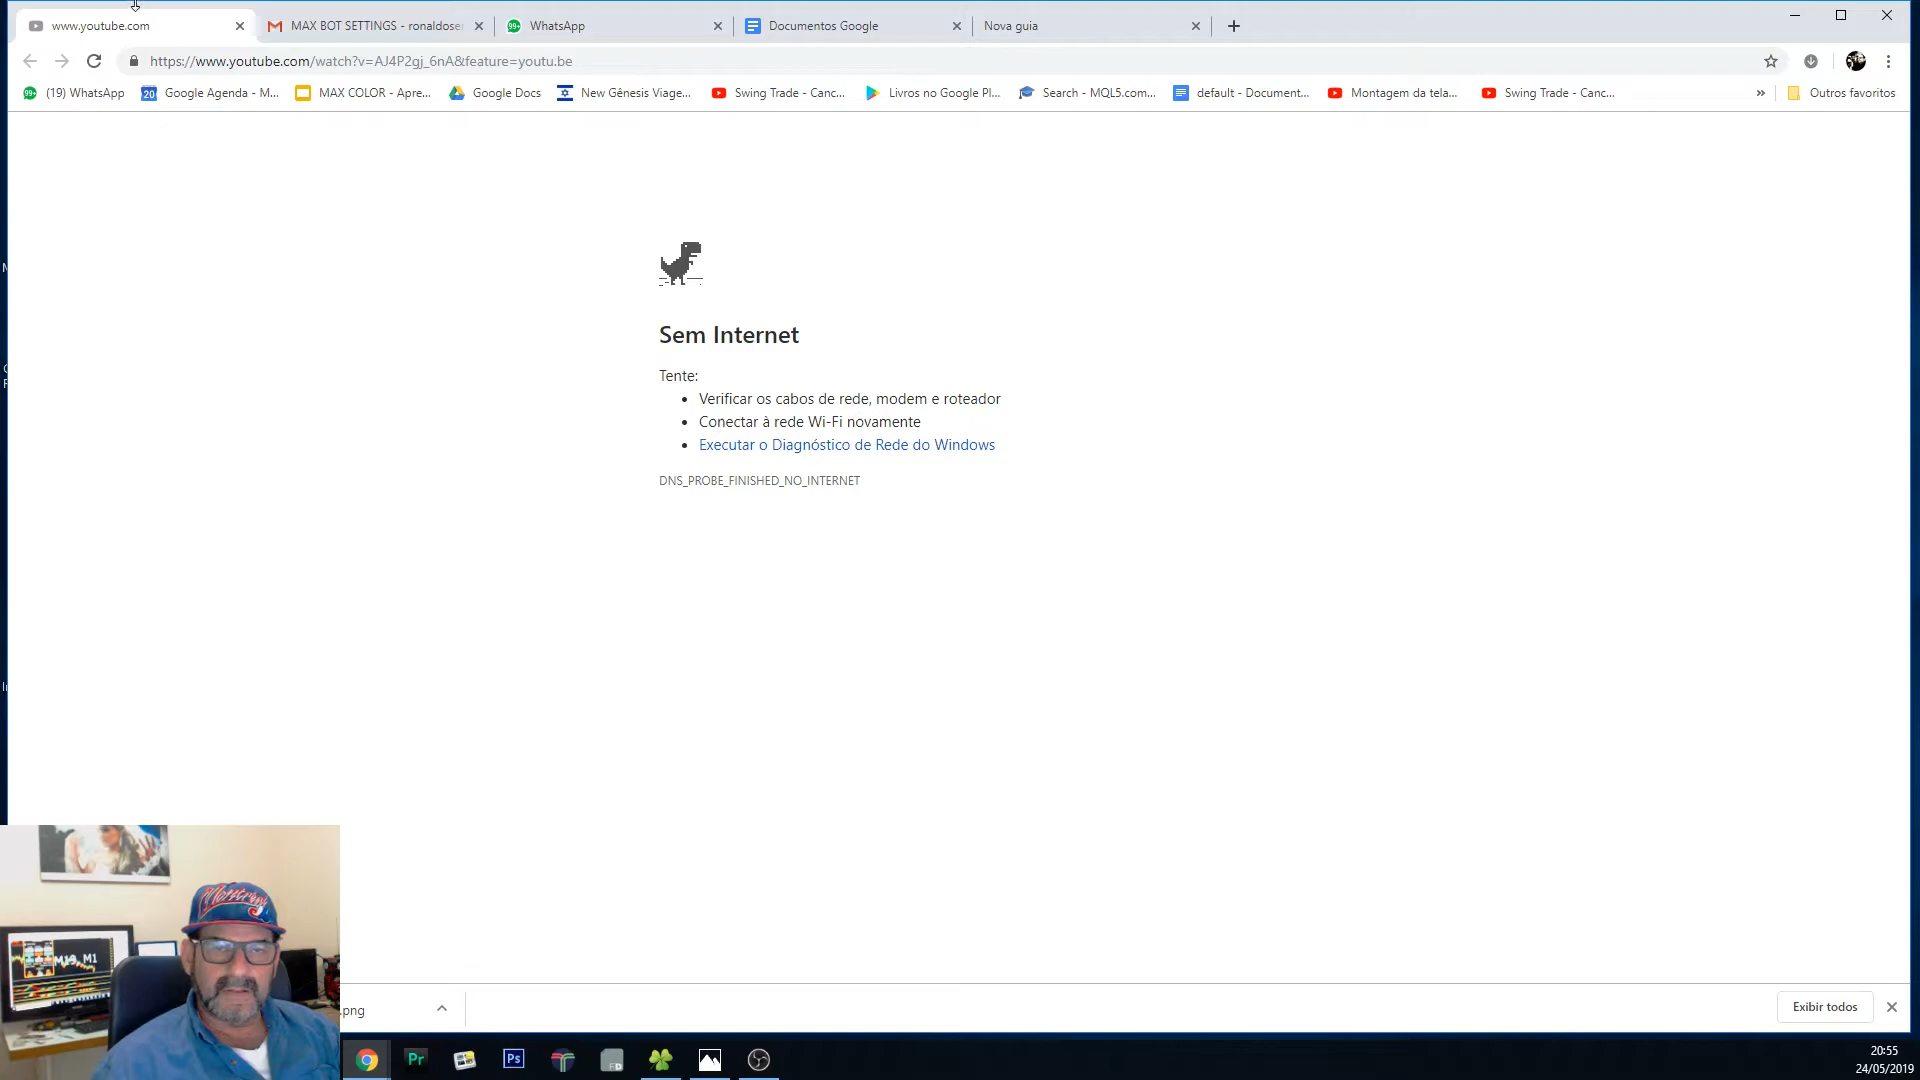 www.youtube.com
MAX BOT SETTINGS - ronaldose
WhatsApp
Documentos Google
Nova guia
https://www.youtube.com/watch?v=AJ4P2gj_6nA&feature=youtu.be
(19) WhatsApp
Google Agenda - M...
MAX COLOR - Apre...
Google Docs
New Gênesis Viage...
Swing Trade - Canc...
Livros no Google Pl...
Search - MQL5.com...
default - Document...
Montagem da tela...
Swing Trade - Canc...
»
Outros favoritos
Sem Internet
Tente:
• Verificar os cabos de rede, modem e roteador
• Conectar à rede Wi-Fi novamente
• Executar o Diagnóstico de Rede do Windows
DNS_PROBE_FINISHED_NO_INTERNET
.png
Exibir todos
Pr
Ps
FD
20:55
24/05/2019